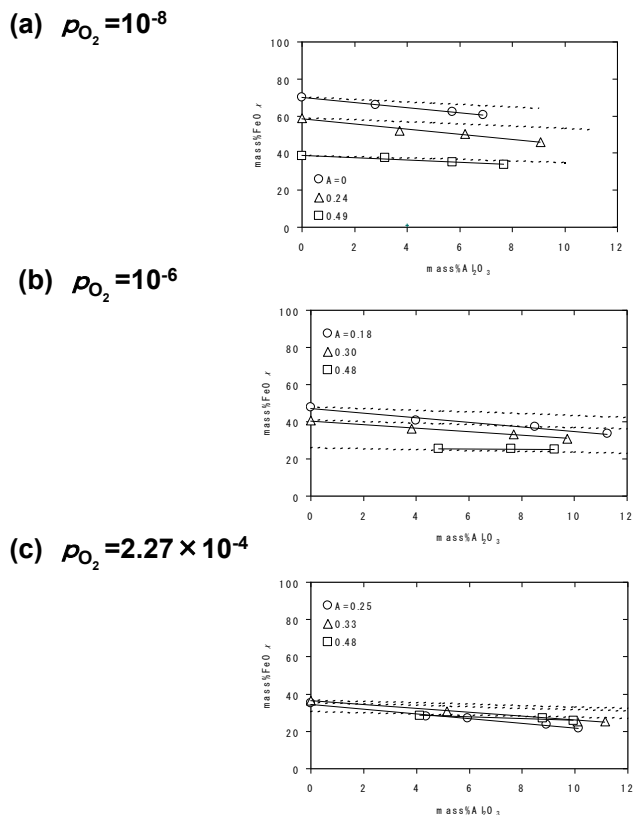 (a) pO₂=10⁻⁸
100
80
60
40
20
0
mass%FeOx
A=0
0.24
0.49
0 2 4 6 8 10 12
mass%Al₂O₃
(b) pO₂=10⁻⁶
100
80
60
40
20
0
mass%FeOx
A=0.18
0.30
0.48
0 2 4 6 8 10 12
mass%Al₂O₃
(c) pO₂=2.27×10⁻⁴
100
80
60
40
20
0
mass%FeOx
A=0.25
0.33
0.48
0 2 4 6 8 10 12
mass%Al₂O₃